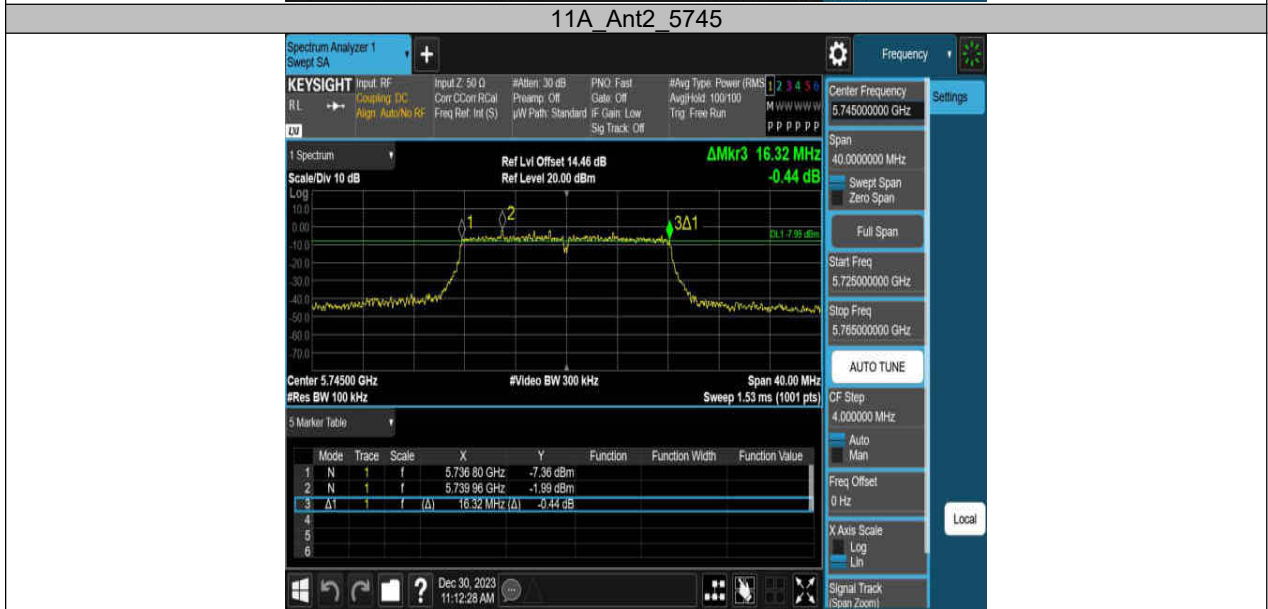 11A_Ant2_5745
Spectrum Analyzer 1
Swept SA
+
Frequency
KEYSIGHT
RL
LXI
Input: RF
Coupling: DC
Align: Auto/No RF
Input Z: 50 Ω
Corr CCorr RCal
Freq Ref: Int (S)
#Atten: 30 dB
Preamp: Off
µW Path: Standard
PNO: Fast
Gate: Off
IF Gain: Low
Sig Track: Off
#Avg Type: Power (RMS
Avg|Hold: 100/100
Trig: Free Run
1 2 3 4 5 6
M W W W W W
P P P P P P
1 Spectrum
Scale/Div 10 dB
Ref Lvl Offset 14.46 dB
Ref Level 20.00 dBm
ΔMkr3 16.32 MHz
-0.44 dB
Log
10.0
0.00
-10.0
-20.0
-30.0
-40.0
-50.0
-60.0
-70.0
1
2
3Δ1
DL1 -7.99 dBm
Center 5.74500 GHz
#Res BW 100 kHz
#Video BW 300 kHz
Span 40.00 MHz
Sweep 1.53 ms (1001 pts)
5 Marker Table
Mode Trace Scale X Y Function Function Width Function Value
1 N 1 f 5.736 80 GHz -7.36 dBm
2 N 1 f 5.739 96 GHz -1.99 dBm
3 Δ1 1 f (Δ) 16.32 MHz (Δ) -0.44 dB
4
5
6
?
Dec 30, 2023
11:12:28 AM
Center Frequency
5.745000000 GHz
Span
40.0000000 MHz
Swept Span
Zero Span
Full Span
Start Freq
5.725000000 GHz
Stop Freq
5.765000000 GHz
AUTO TUNE
CF Step
4.000000 MHz
Auto
Man
Freq Offset
0 Hz
X Axis Scale
Log
Lin
Signal Track
(Span Zoom)
Settings
Local